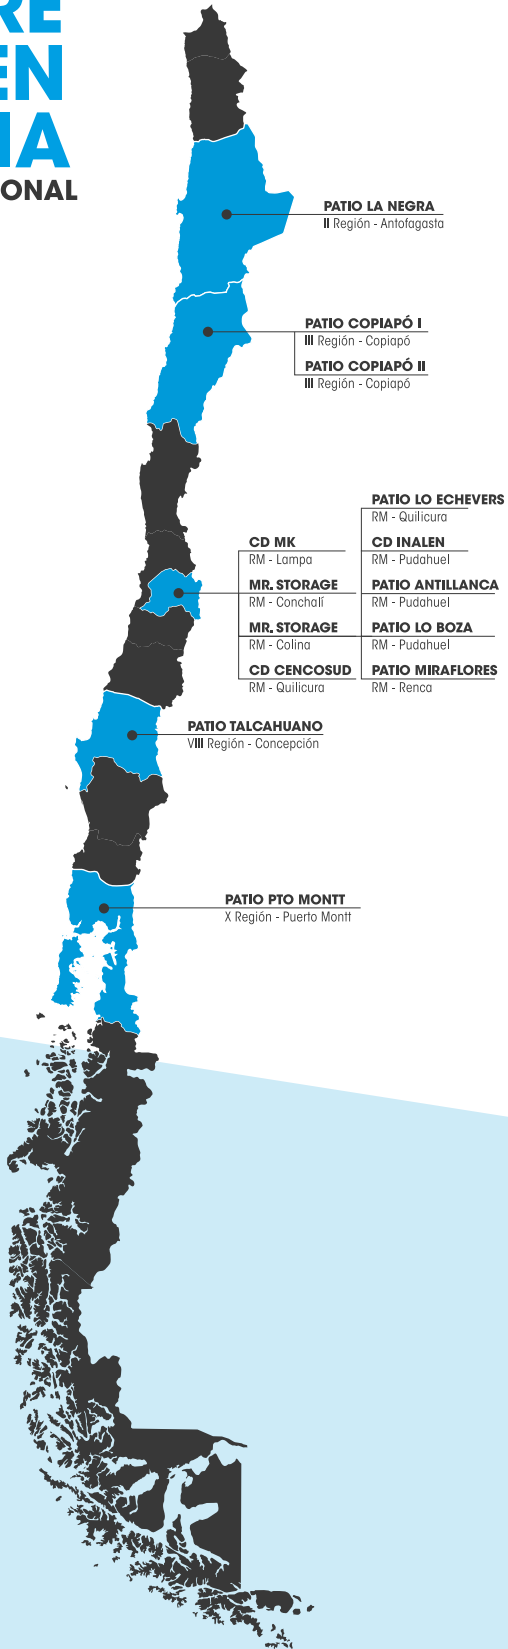 RE
EN
IA
ONAL
PATIO LA NEGRA
II Región - Antofagasta
PATIO COPIAPÓ I
III Región - Copiapó
PATIO COPIAPÓ II
III Región - Copiapó
CD MK
RM - Lampa
MR. STORAGE
RM - Conchalí
MR. STORAGE
RM - Colina
CD CENCOSUD
RM - Quilicura
PATIO LO ECHEVERS
RM - Quilicura
CD INALEN
RM - Pudahuel
PATIO ANTILLANCA
RM - Pudahuel
PATIO LO BOZA
RM - Pudahuel
PATIO MIRAFLORES
RM - Renca
PATIO TALCAHUANO
VIII Región - Concepción
PATIO PTO MONTT
X Región - Puerto Montt